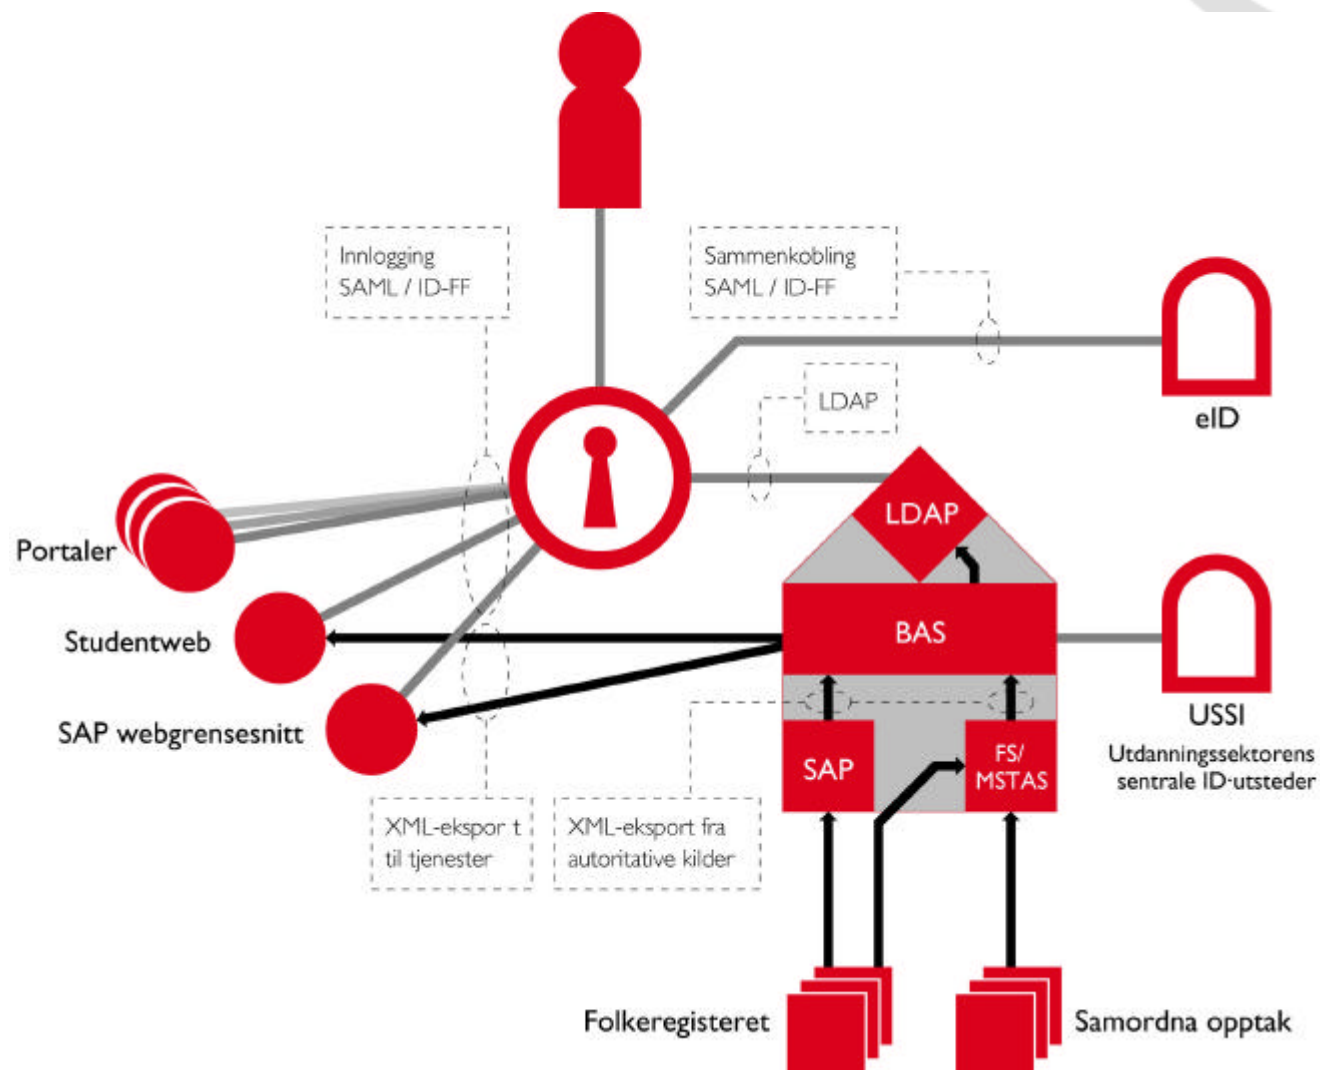 Innlogging
SAML / ID-FF
Sammenkobling
SAML / ID-FF
LDAP
eID
LDAP
Portaler
BAS
Studentweb
SAP webgrensesnitt
USSI
Utdanningssektorens
sentrale ID-utsteder
SAP
FS/
MSTAS
XML-ekspor t
til tjenester
XML-eksport fra
autoritative kilder
Folkeregisteret
Samordna opptak